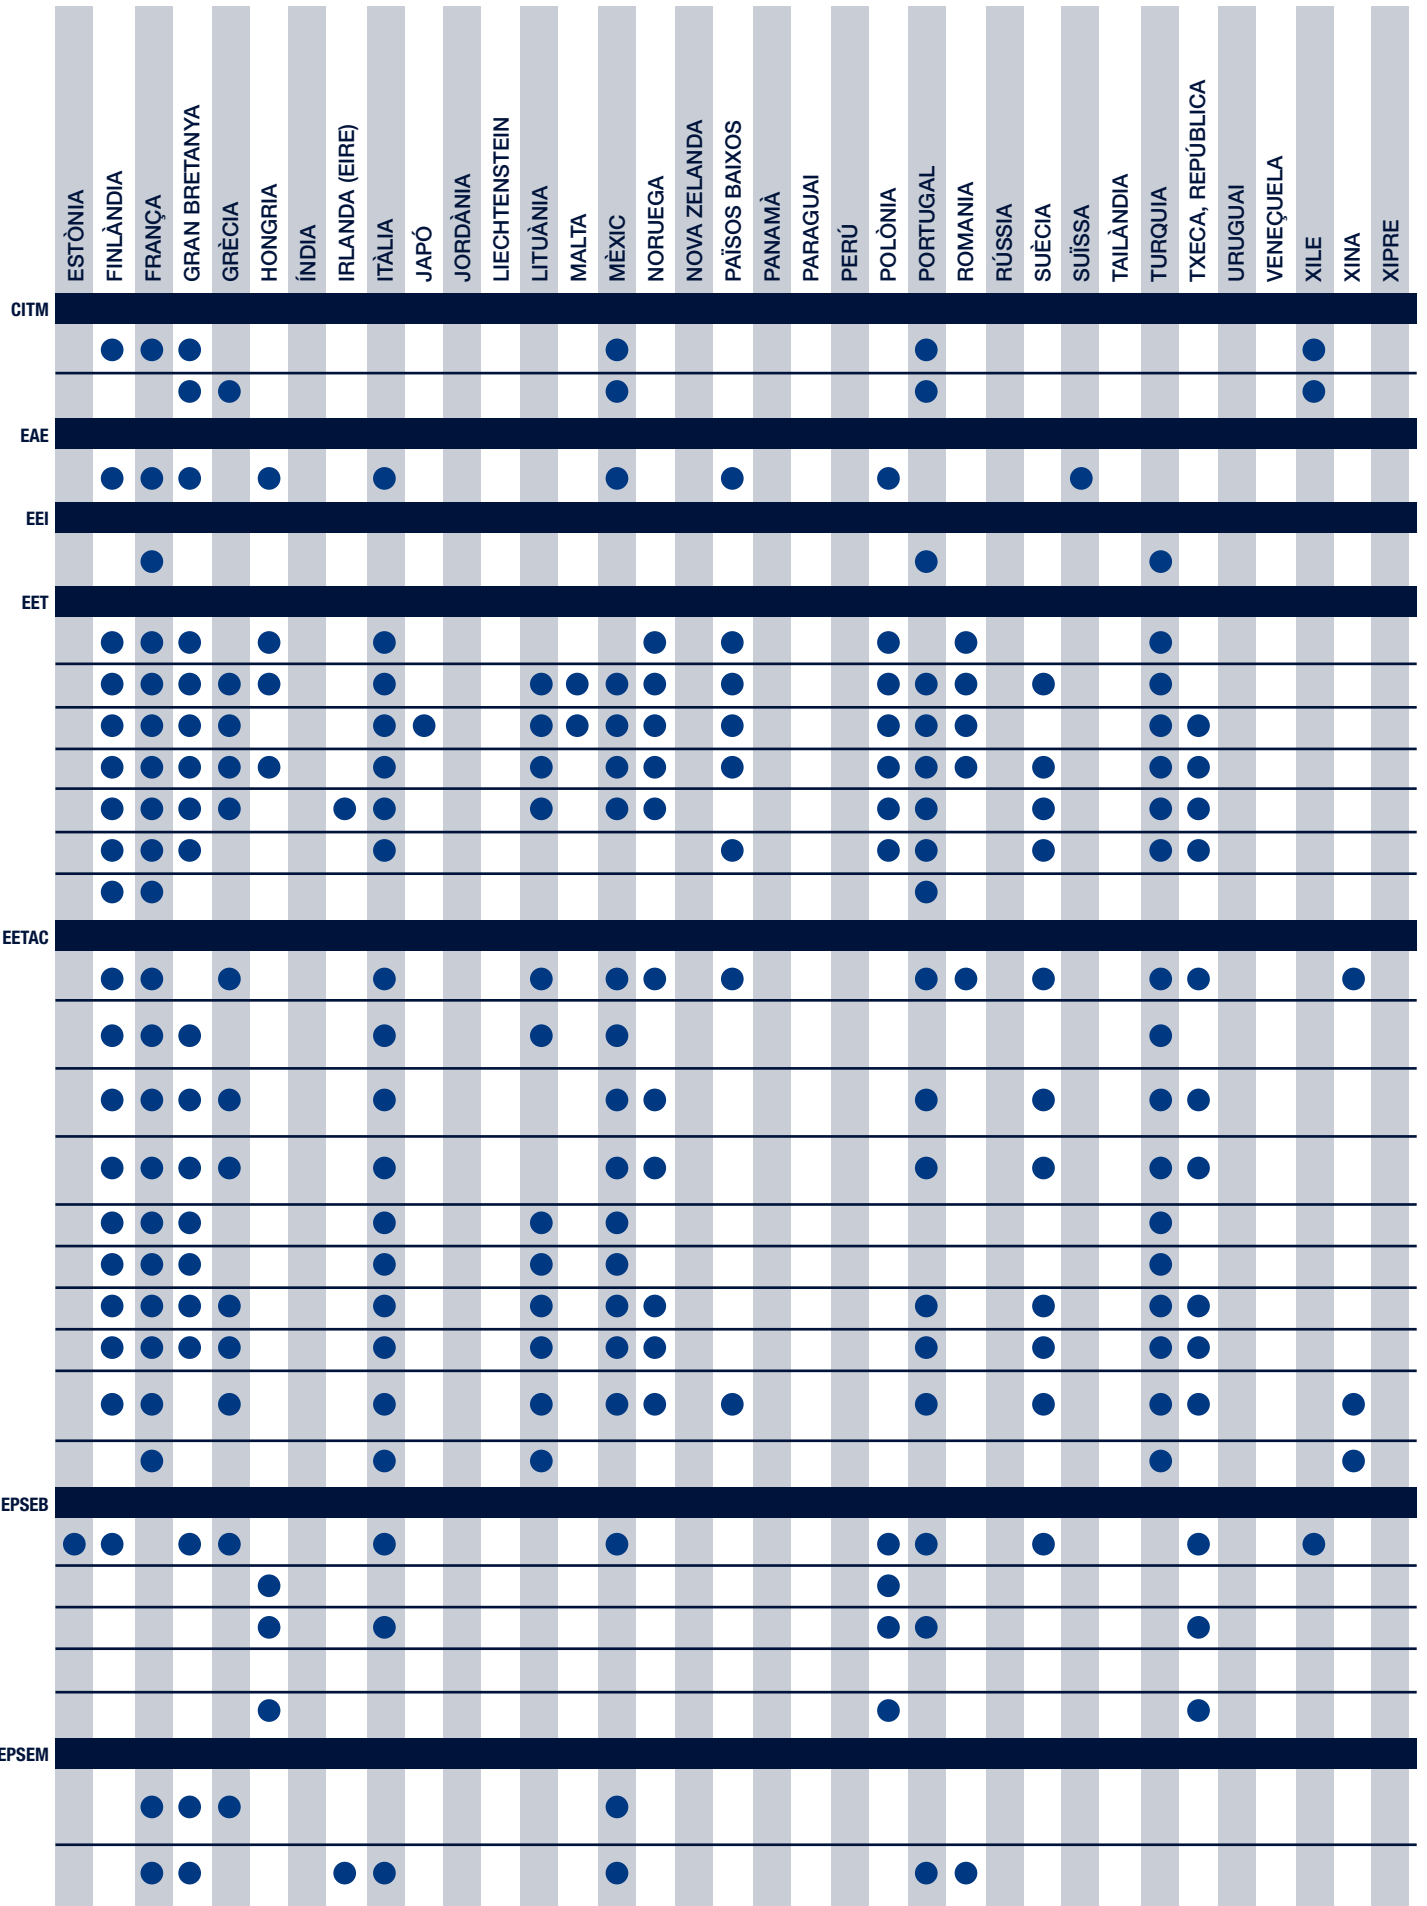 ESTÒNIA
FINLÀNDIA
FRANÇA
GRAN BRETANYA
GRÈCIA
HONGRIA
ÍNDIA
IRLANDA (EIRE)
ITÀLIA
JAPÓ
JORDÀNIA
LIECHTENSTEIN
LITUÀNIA
MALTA
MÈXIC
NORUEGA
NOVA ZELANDA
PAÏSOS BAIXOS
PANAMÀ
PARAGUAI
PERÚ
POLÒNIA
PORTUGAL
ROMANIA
RÚSSIA
SUÈCIA
SUÏSSA
TAILÀNDIA
TURQUIA
TXECA, REPÚBLICA
URUGUAI
VENEÇUELA
XILE
XINA
XIPRE
CITM
EAE
EEI
EET
EETAC
EPSEB
EPSEM